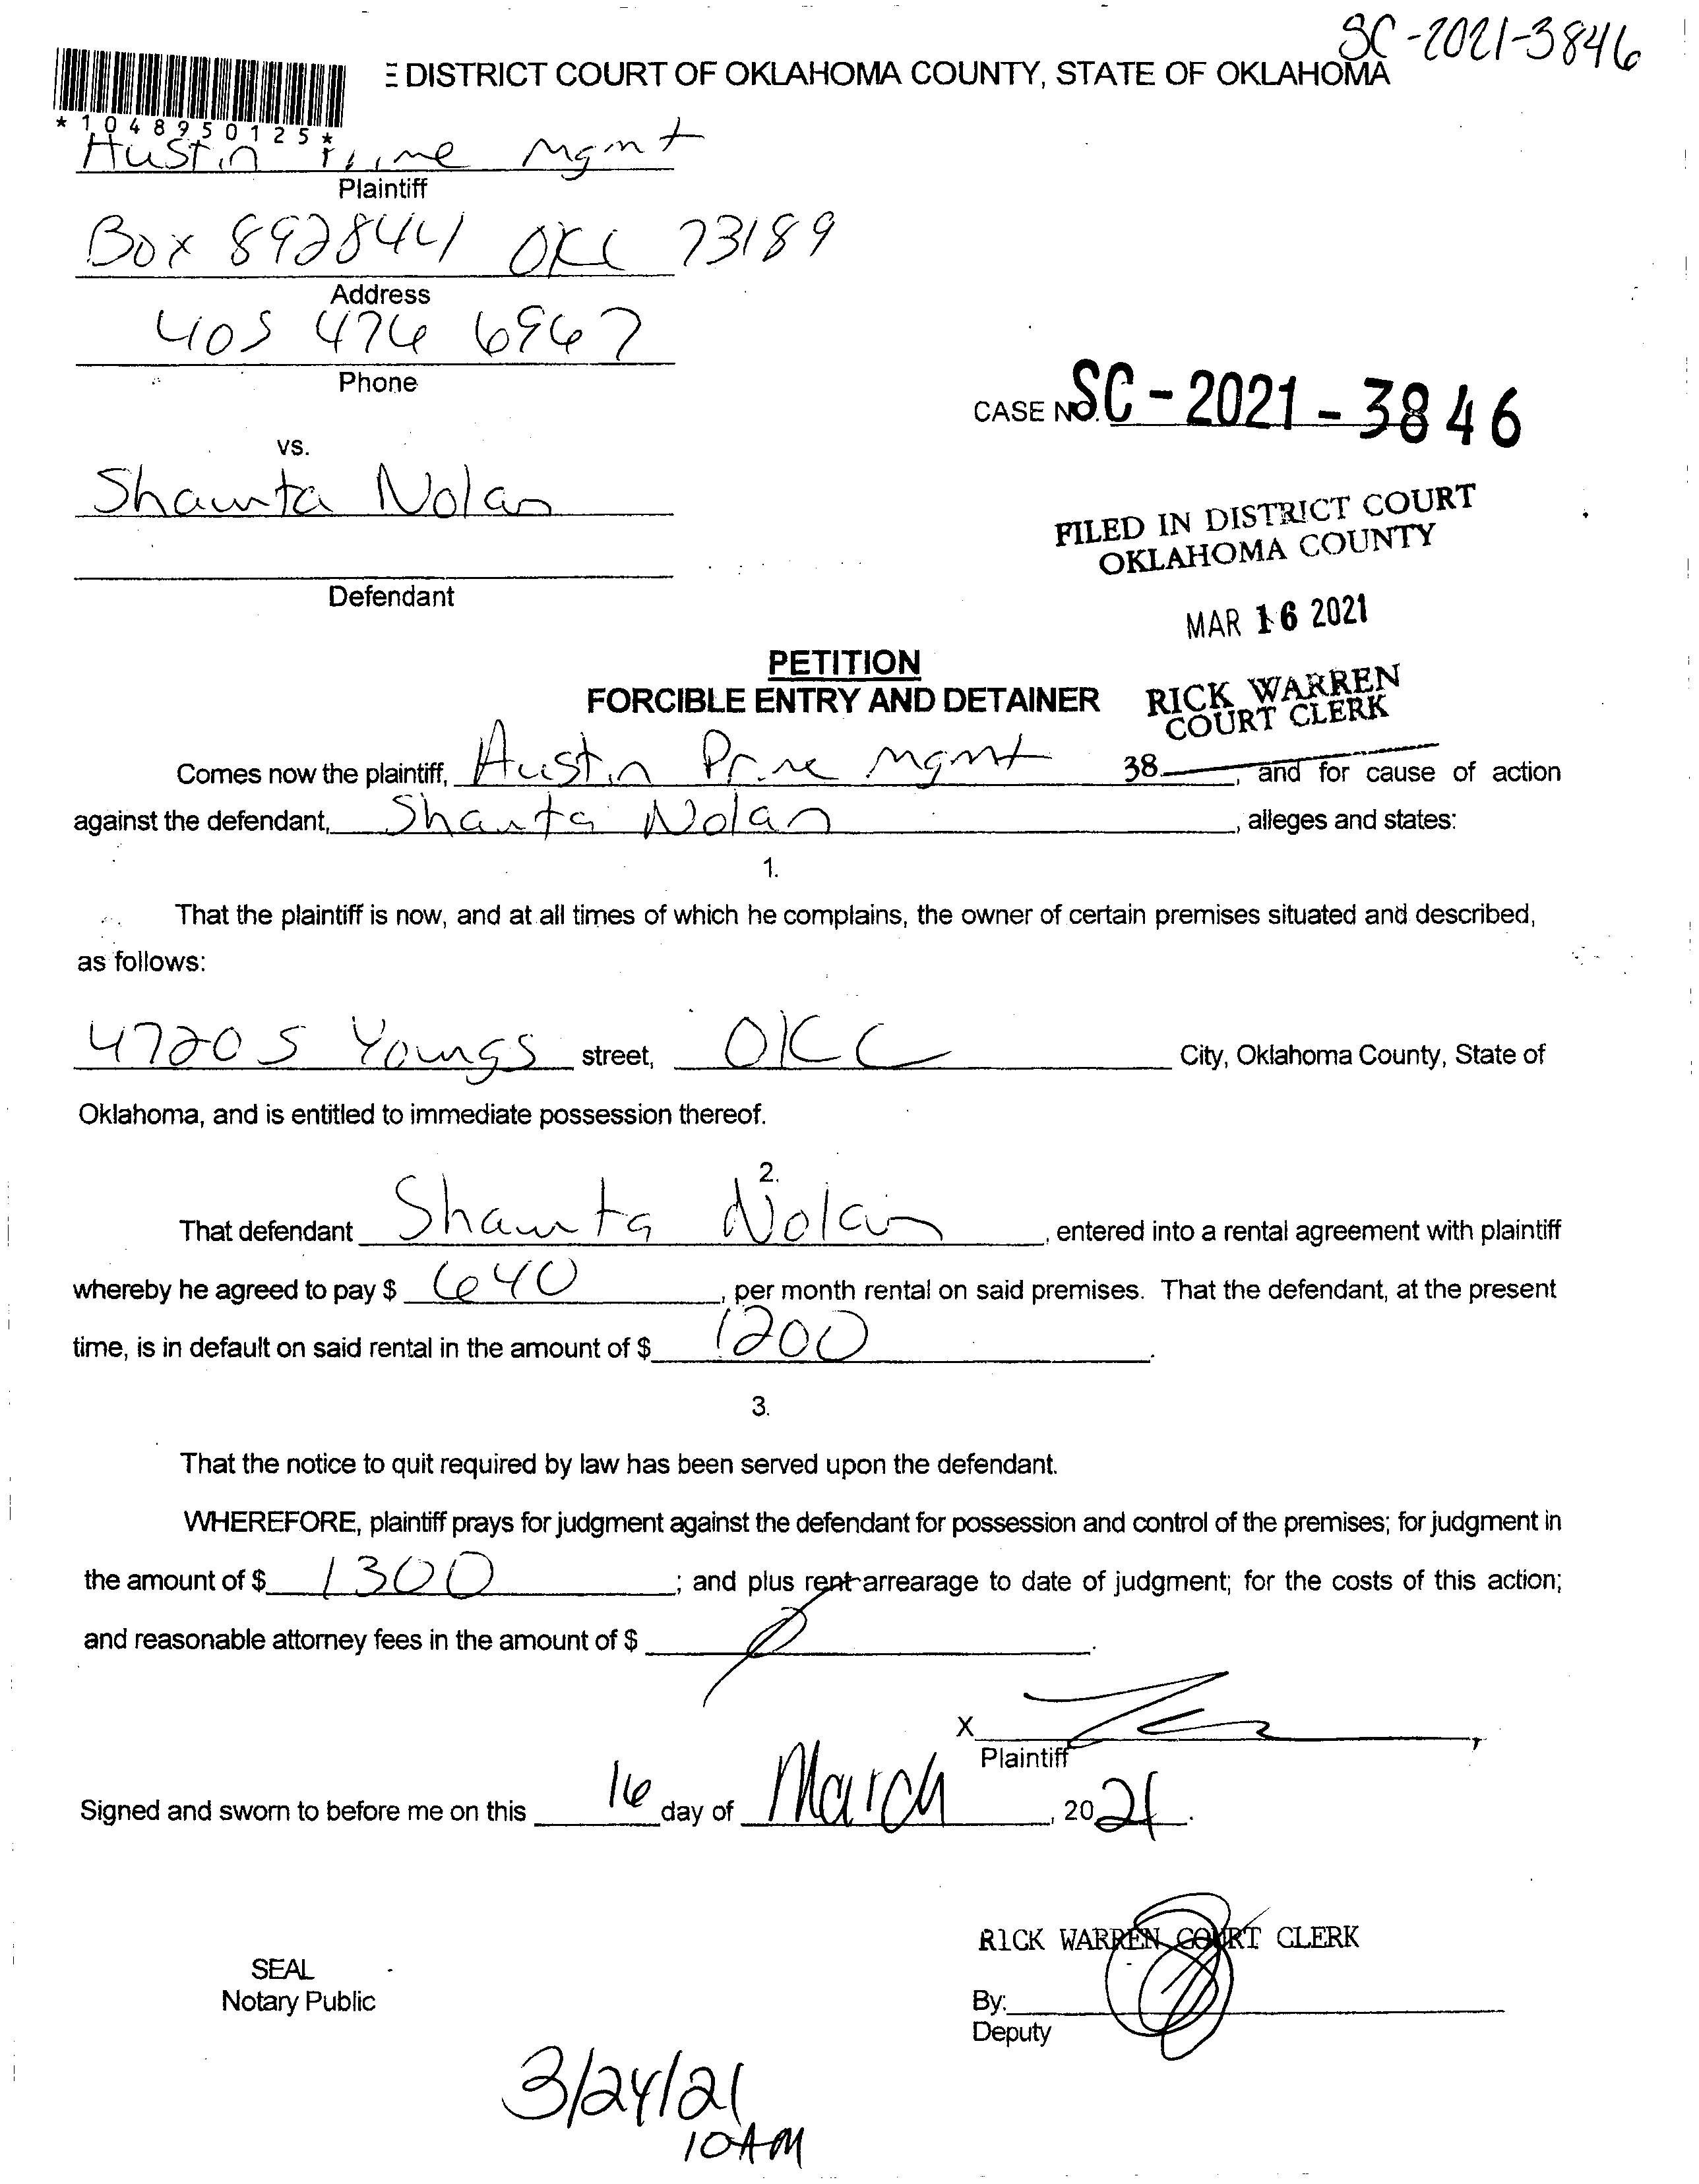 SC-2021-3846
E DISTRICT COURT OF OKLAHOMA COUNTY, STATE OF OKLAHOMA
*1048950125*
Austin Prime Mgmt
Plaintiff
Box 892844 OKC 73189
Address
405 476 6967
Phone
CASE NO. SC-2021-3846
vs.
Shaunta Nolan
FILED IN DISTRICT COURT
OKLAHOMA COUNTY
Defendant
MAR 16 2021
PETITION
FORCIBLE ENTRY AND DETAINER
RICK WARREN
COURT CLERK
38
Comes now the plaintiff, Austin Prime Mgmt, and for cause of action
against the defendant, Shaunta Nolan, alleges and states:
1.
That the plaintiff is now, and at all times of which he complains, the owner of certain premises situated and described,
as follows:
4720 S Youngs street, OKC City, Oklahoma County, State of
Oklahoma, and is entitled to immediate possession thereof.
2.
That defendant Shaunta Nolan, entered into a rental agreement with plaintiff
whereby he agreed to pay $ 640, per month rental on said premises. That the defendant, at the present
time, is in default on said rental in the amount of $ 1200.
3.
That the notice to quit required by law has been served upon the defendant.
WHEREFORE, plaintiff prays for judgment against the defendant for possession and control of the premises; for judgment in
the amount of $ 1300; and plus rent arrearage to date of judgment; for the costs of this action;
and reasonable attorney fees in the amount of $ 0.
X
Plaintiff
Signed and sworn to before me on this 16 day of March, 2021.
RICK WARREN COURT CLERK
SEAL
Notary Public
By:
Deputy
3/24/21
10AM